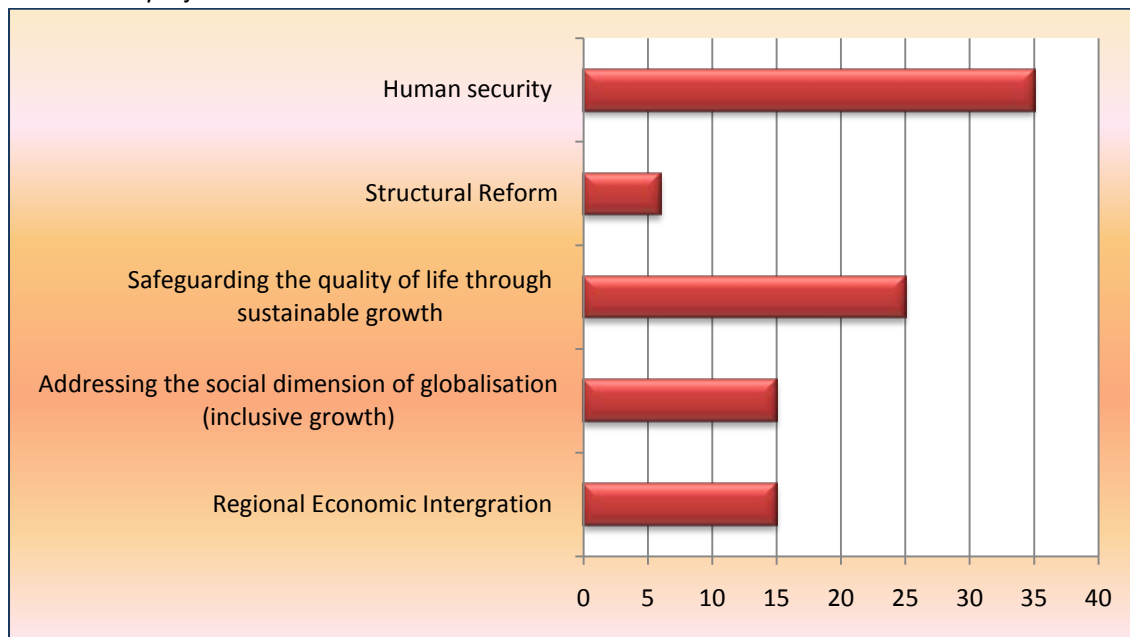 Human security
Structural Reform
Safeguarding the quality of life through
sustainable growth
Addressing the social dimension of globalisation
(inclusive growth)
Regional Economic Intergration
0 5 10 15 20 25 30 35 40